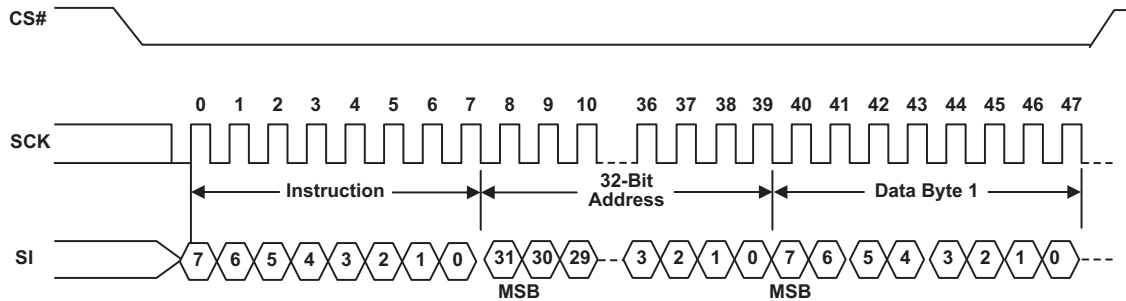 CS#
0 1 2 3 4 5 6 7 8 9 10 36 37 38 39 40 41 42 43 44 45 46 47
SCK
Instruction
32-Bit
Address
Data Byte 1
SI
7 6 5 4 3 2 1 0 31 30 29 3 2 1 0 7 6 5 4 3 2 1 0
MSB MSB